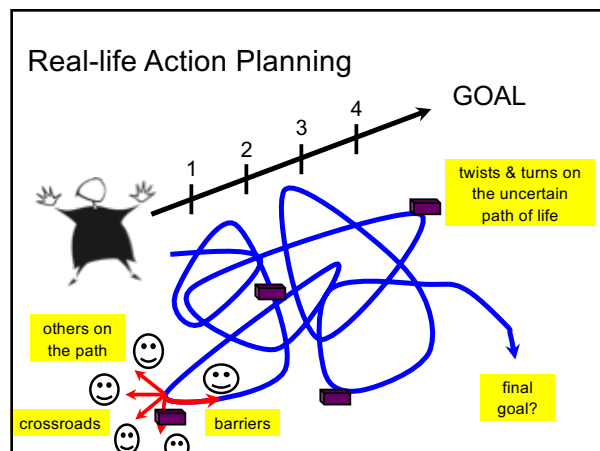 Real-life Action Planning
GOAL
4
3
2
1
twists & turns on
the uncertain
path of life
others on
the path
crossroads
barriers
final
goal?